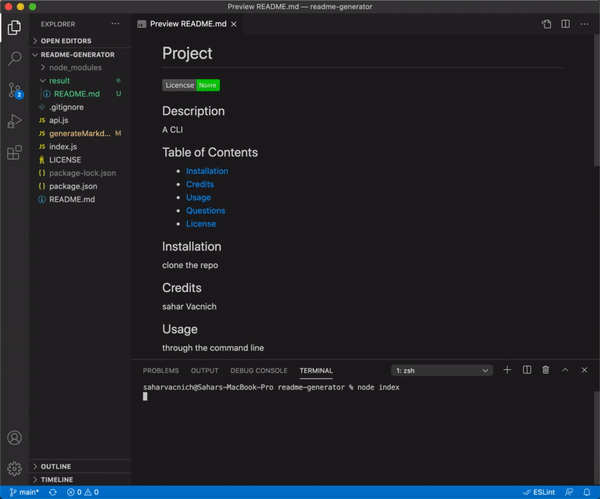 Preview README.md — readme-generator
EXPLORER
OPEN EDITORS
README-GENERATOR
node_modules
result
README.md U
.gitignore
JS api.js
JS generateMarkd... M
JS index.js
LICENSE
{} package-lock.json
{} package.json
README.md
OUTLINE
TIMELINE
2
Preview README.md
Project
Licencse None
Description
A CLI
Table of Contents
• Installation
• Credits
• Usage
• Questions
• License
Installation
clone the repo
Credits
sahar Vacnich
Usage
through the command line
PROBLEMS OUTPUT DEBUG CONSOLE TERMINAL 1: zsh
saharvacnich@Sahars-MacBook-Pro readme-generator % node index
main* 0 0 ESLint